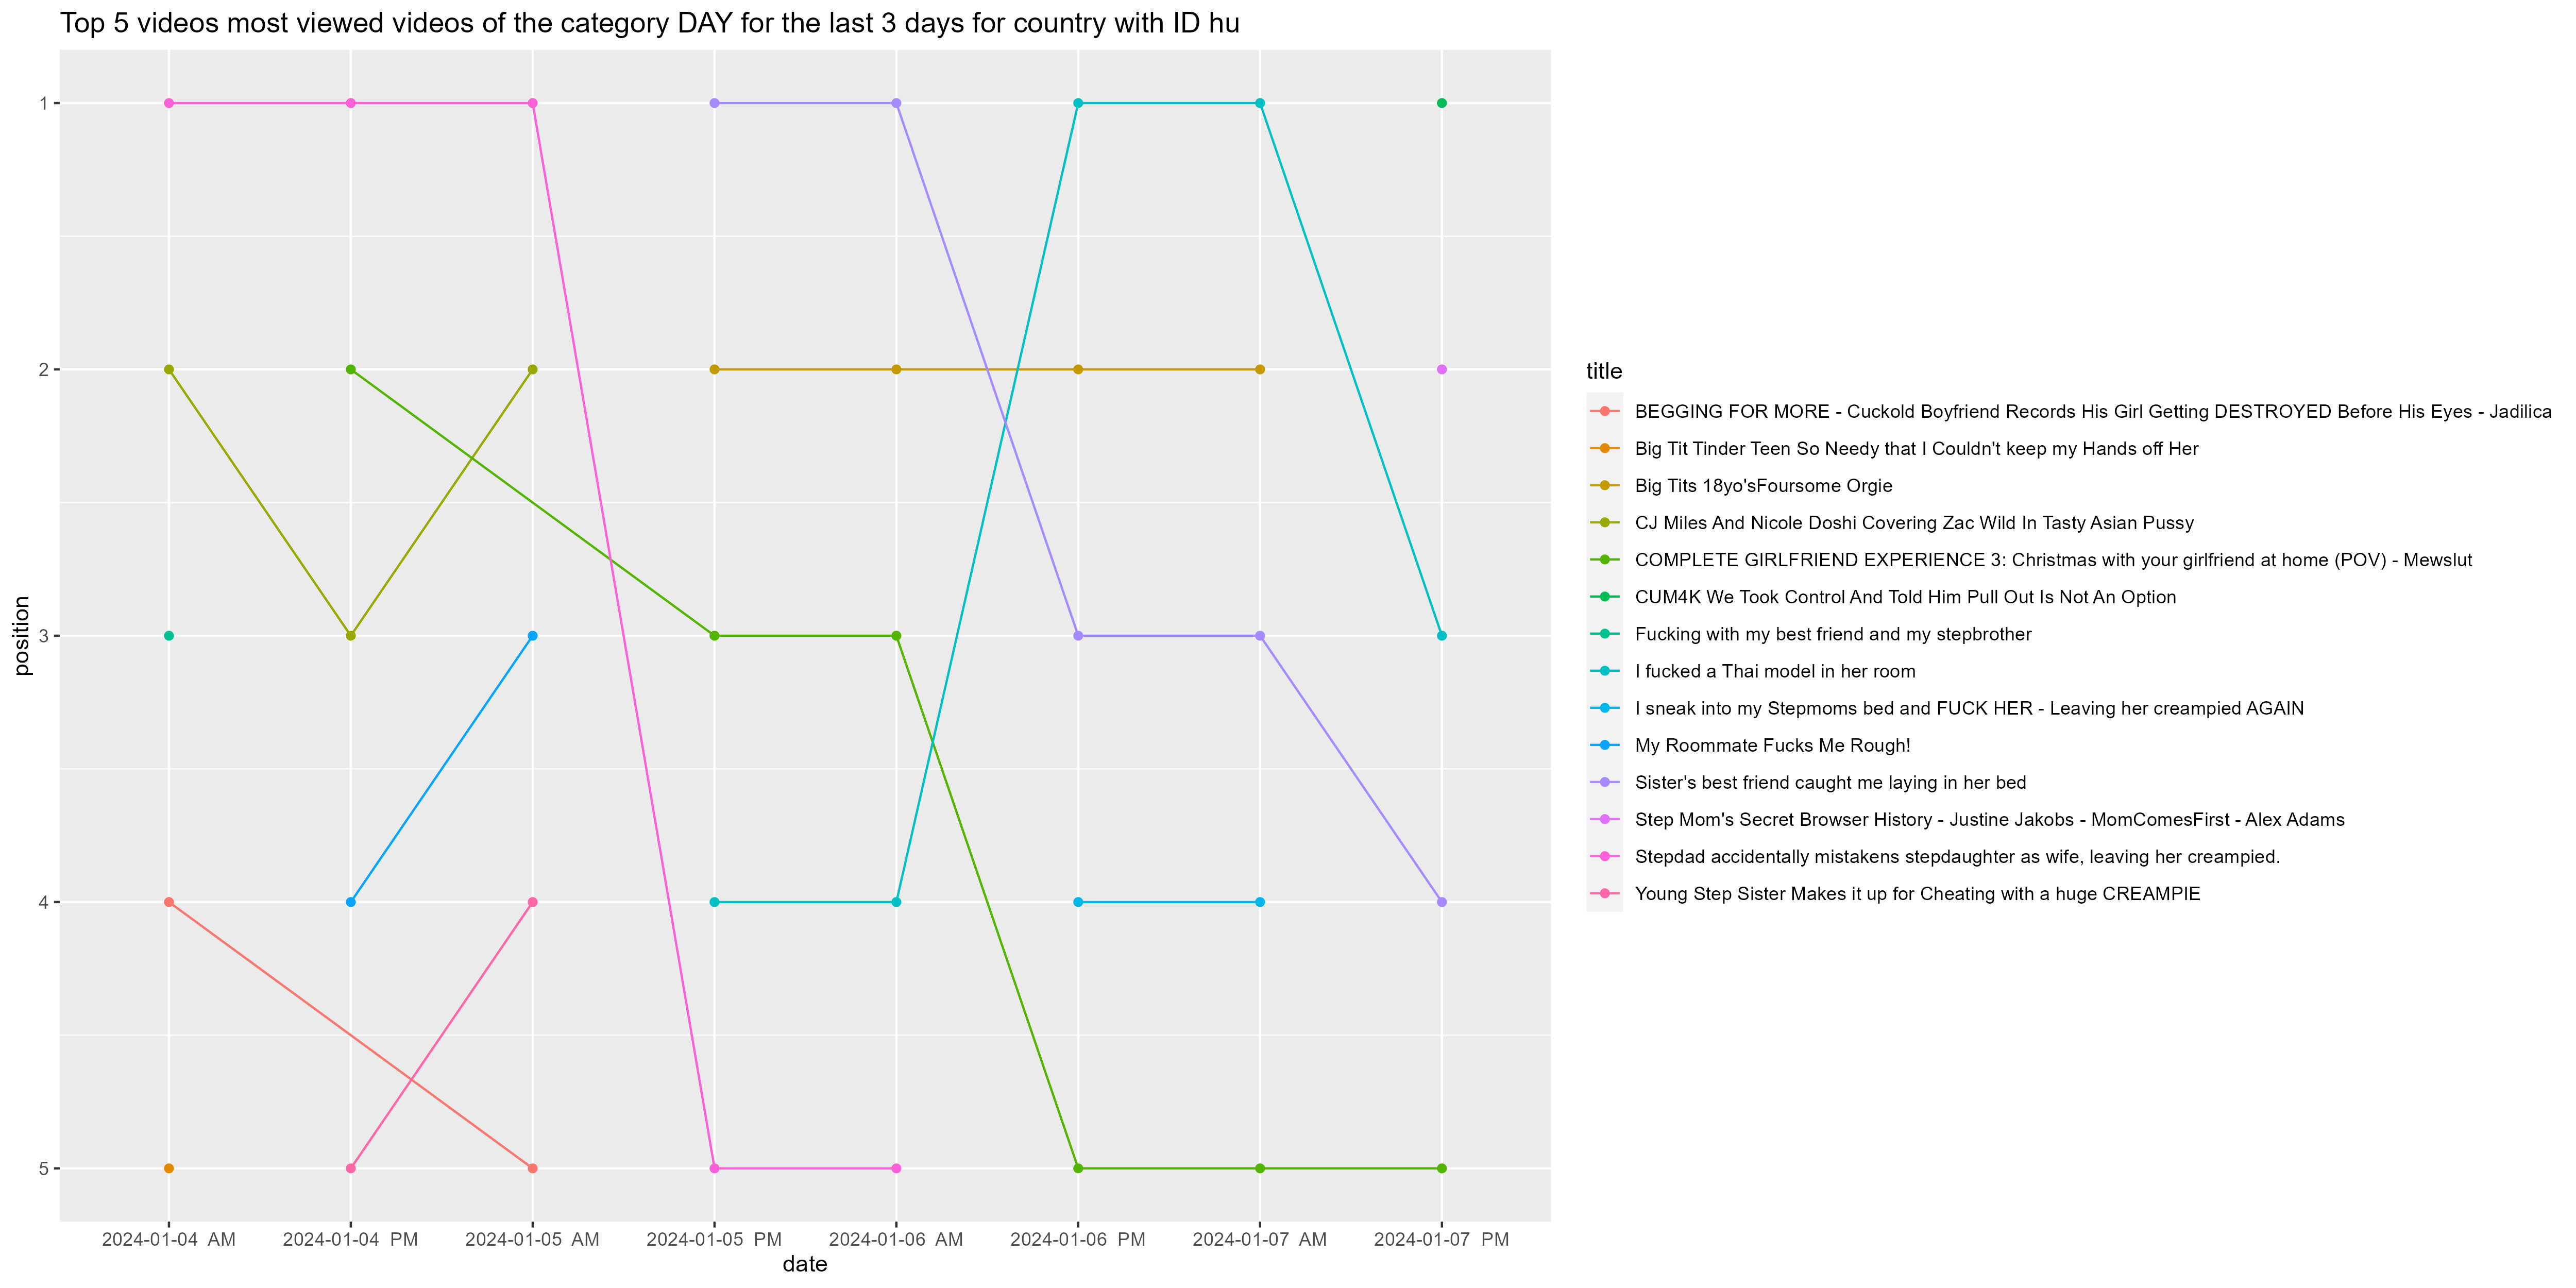 Top 5 videos most viewed videos of the category DAY for the last 3 days for country with ID hu
position
1
2
3
4
5
2024-01-04 AM
2024-01-04 PM
2024-01-05 AM
2024-01-05 PM
2024-01-06 AM
2024-01-06 PM
2024-01-07 AM
2024-01-07 PM
date
title
BEGGING FOR MORE - Cuckold Boyfriend Records His Girl Getting DESTROYED Before His Eyes - Jadilica
Big Tit Tinder Teen So Needy that I Couldn't keep my Hands off Her
Big Tits 18yo'sFoursome Orgie
CJ Miles And Nicole Doshi Covering Zac Wild In Tasty Asian Pussy
COMPLETE GIRLFRIEND EXPERIENCE 3: Christmas with your girlfriend at home (POV) - Mewslut
CUM4K We Took Control And Told Him Pull Out Is Not An Option
Fucking with my best friend and my stepbrother
I fucked a Thai model in her room
I sneak into my Stepmoms bed and FUCK HER - Leaving her creampied AGAIN
My Roommate Fucks Me Rough!
Sister's best friend caught me laying in her bed
Step Mom's Secret Browser History - Justine Jakobs - MomComesFirst - Alex Adams
Stepdad accidentally mistakens stepdaughter as wife, leaving her creampied.
Young Step Sister Makes it up for Cheating with a huge CREAMPIE